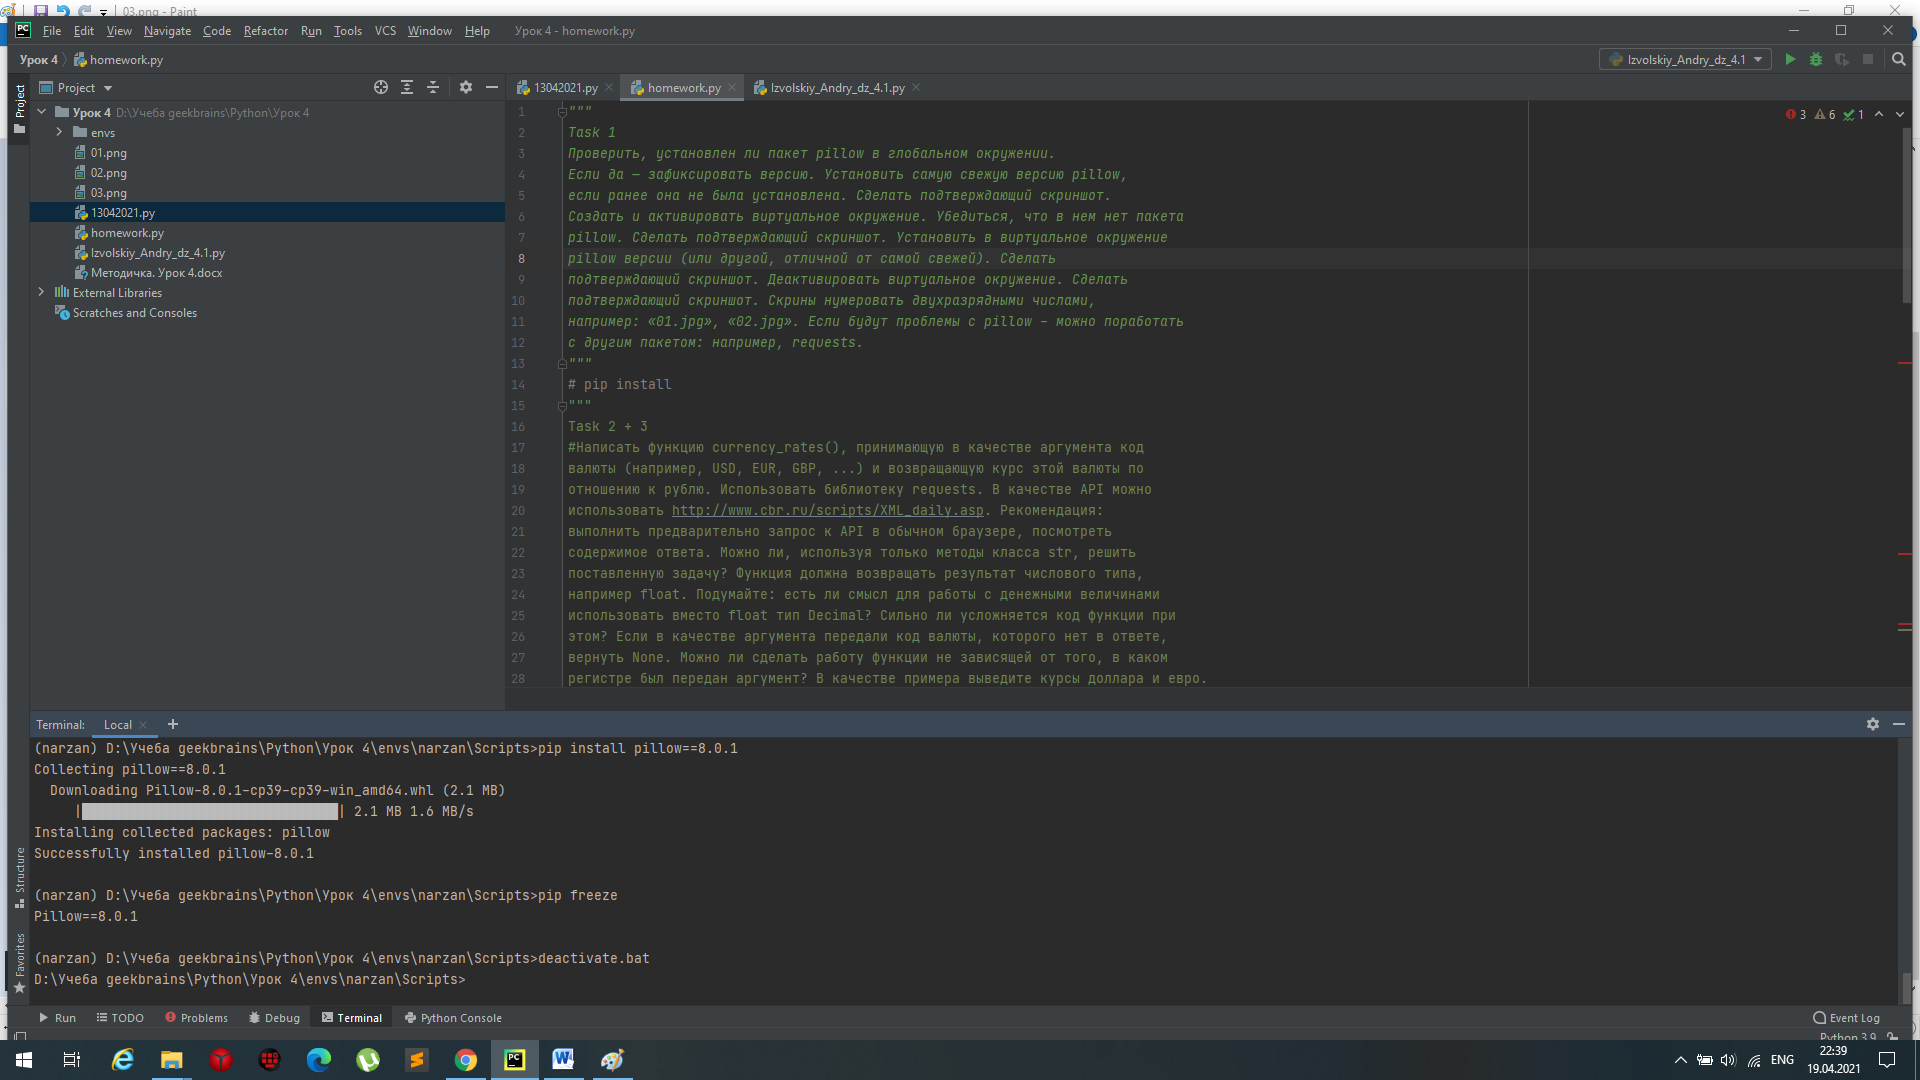 03.png - Paint
File Edit View Navigate Code Refactor Run Tools VCS Window Help Урок 4 - homework.py
Урок 4 homework.py
Izvolskiy_Andry_dz_4.1
Project
Project
13042021.py homework.py Izvolskiy_Andry_dz_4.1.py
Урок 4 D:\Учеба geekbrains\Python\Урок 4
envs
01.png
02.png
03.png
13042021.py
homework.py
Izvolskiy_Andry_dz_4.1.py
Методичка. Урок 4.docx
External Libraries
Scratches and Consoles
3 6 1
1 """
2 Task 1
3 Проверить, установлен ли пакет pillow в глобальном окружении.
4 Если да — зафиксировать версию. Установить самую свежую версию pillow,
5 если ранее она не была установлена. Сделать подтверждающий скриншот.
6 Создать и активировать виртуальное окружение. Убедиться, что в нем нет пакета
7 pillow. Сделать подтверждающий скриншот. Установить в виртуальное окружение
8 pillow версии (или другой, отличной от самой свежей). Сделать
9 подтверждающий скриншот. Деактивировать виртуальное окружение. Сделать
10 подтверждающий скриншот. Скрины нумеровать двухразрядными числами,
11 например: «01.jpg», «02.jpg». Если будут проблемы с pillow - можно поработать
12 с другим пакетом: например, requests.
13 """
14 # pip install
15 """
16 Task 2 + 3
17 #Написать функцию currency_rates(), принимающую в качестве аргумента код
18 валюты (например, USD, EUR, GBP, ...) и возвращающую курс этой валюты по
19 отношению к рублю. Использовать библиотеку requests. В качестве API можно
20 использовать http://www.cbr.ru/scripts/XML_daily.asp. Рекомендация:
21 выполнить предварительно запрос к API в обычном браузере, посмотреть
22 содержимое ответа. Можно ли, используя только методы класса str, решить
23 поставленную задачу? Функция должна возвращать результат числового типа,
24 например float. Подумайте: есть ли смысл для работы с денежными величинами
25 использовать вместо float тип Decimal? Сильно ли усложняется код функции при
26 этом? Если в качестве аргумента передали код валюты, которого нет в ответе,
27 вернуть None. Можно ли сделать работу функции не зависящей от того, в каком
28 регистре был передан аргумент? В качестве примера выведите курсы доллара и евро.
Terminal: Local
(narzan) D:\Учеба geekbrains\Python\Урок 4\envs\narzan\Scripts>pip install pillow==8.0.1
Collecting pillow==8.0.1
Downloading Pillow-8.0.1-cp39-cp39-win_amd64.whl (2.1 MB)
2.1 MB 1.6 MB/s
Installing collected packages: pillow
Successfully installed pillow-8.0.1
(narzan) D:\Учеба geekbrains\Python\Урок 4\envs\narzan\Scripts>pip freeze
Pillow==8.0.1
(narzan) D:\Учеба geekbrains\Python\Урок 4\envs\narzan\Scripts>deactivate.bat
D:\Учеба geekbrains\Python\Урок 4\envs\narzan\Scripts>
Structure
Favorites
Run TODO Problems Debug Terminal Python Console Event Log
Python 3.9
ENG
22:39
19.04.2021